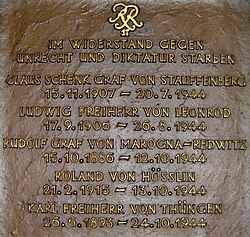 IM WIDERSTAND GEGEN
UNRECHT UND DIKTATUR STARBEN
CLAUS SCHENK GRAF VON STAUFFENBERG
15.11.1907 – 20.7.1944
LUDWIG FREIHERR VON LEONROD
17.9.1906 – 26.8.1944
RUDOLF GRAF VON MAROGNA-REDWITZ
15.10.1886 – 12.10.1944
ROLAND VON HÖSSLIN
21.2.1915 – 13.10.1944
KARL FREIHERR VON THÜNGEN
26.6.1893 – 24.10.1944